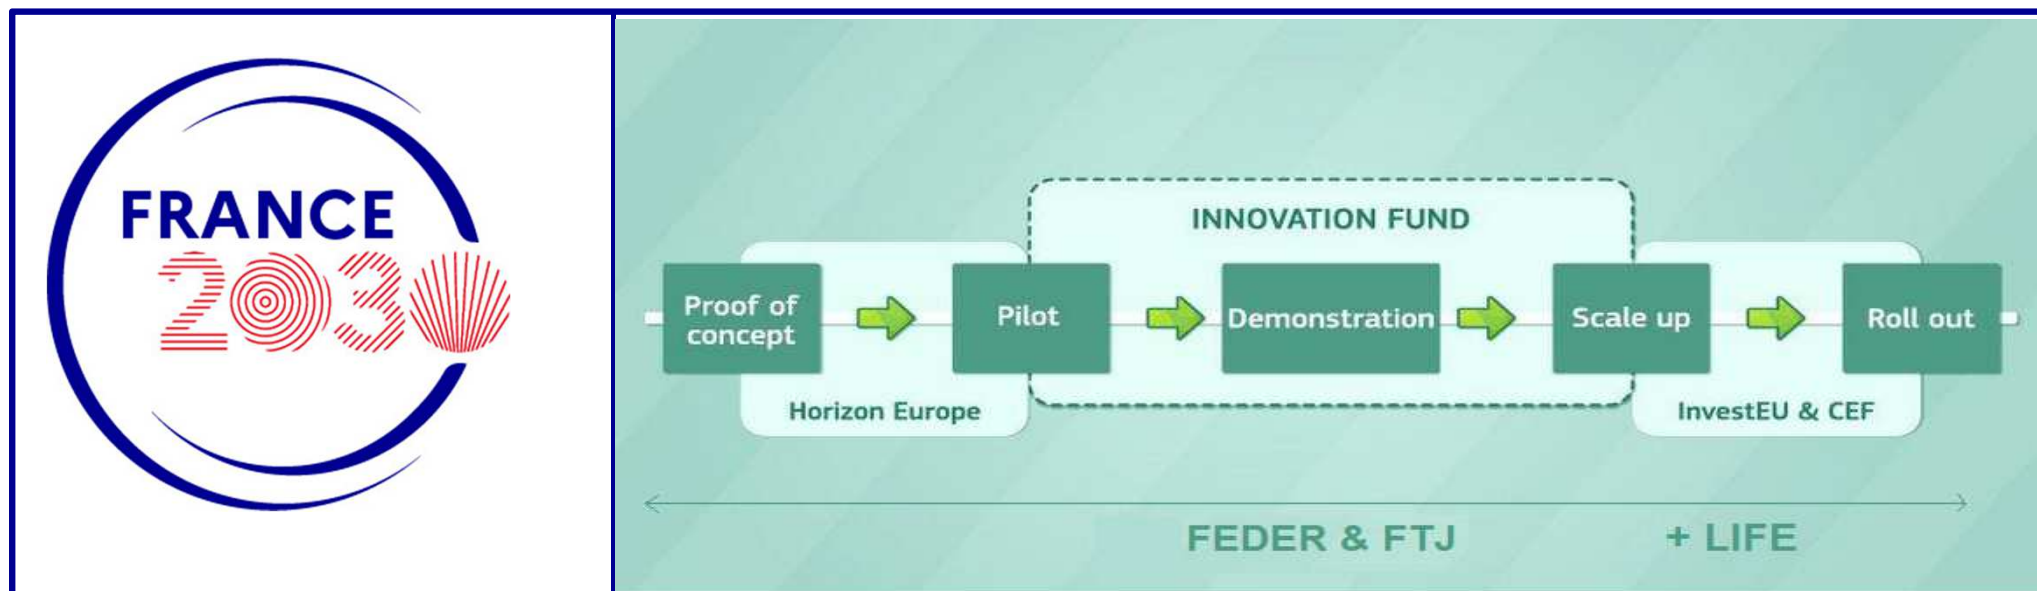 FRANCE
2030
INNOVATION FUND
Proof of
concept
Pilot
Demonstration
Scale up
Roll out
Horizon Europe
InvestEU & CEF
FEDER & FTJ
+ LIFE